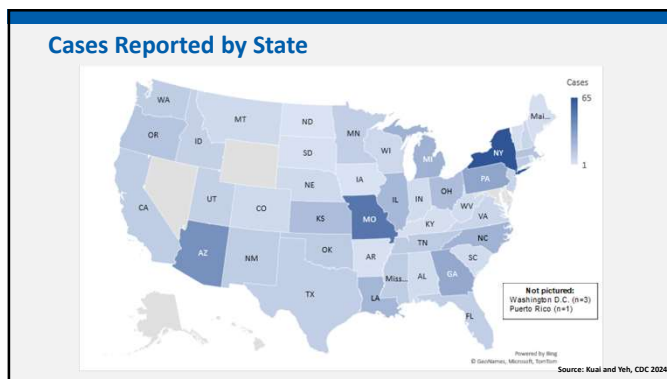 Cases Reported by State
Cases
65
1
WA
MT
ND
MN
Mai...
OR
ID
SD
WI
MI
NY
IA
PA
NE
IL
IN
OH
UT
CO
KS
MO
WV
VA
CA
KY
NC
TN
AZ
NM
OK
AR
SC
Miss...
AL
GA
TX
LA
FL
Not pictured:
Washington D.C. (n=3)
Puerto Rico (n=1)
Powered by Bing
© GeoNames, Microsoft, TomTom
Source: Kuai and Yeh, CDC 2024